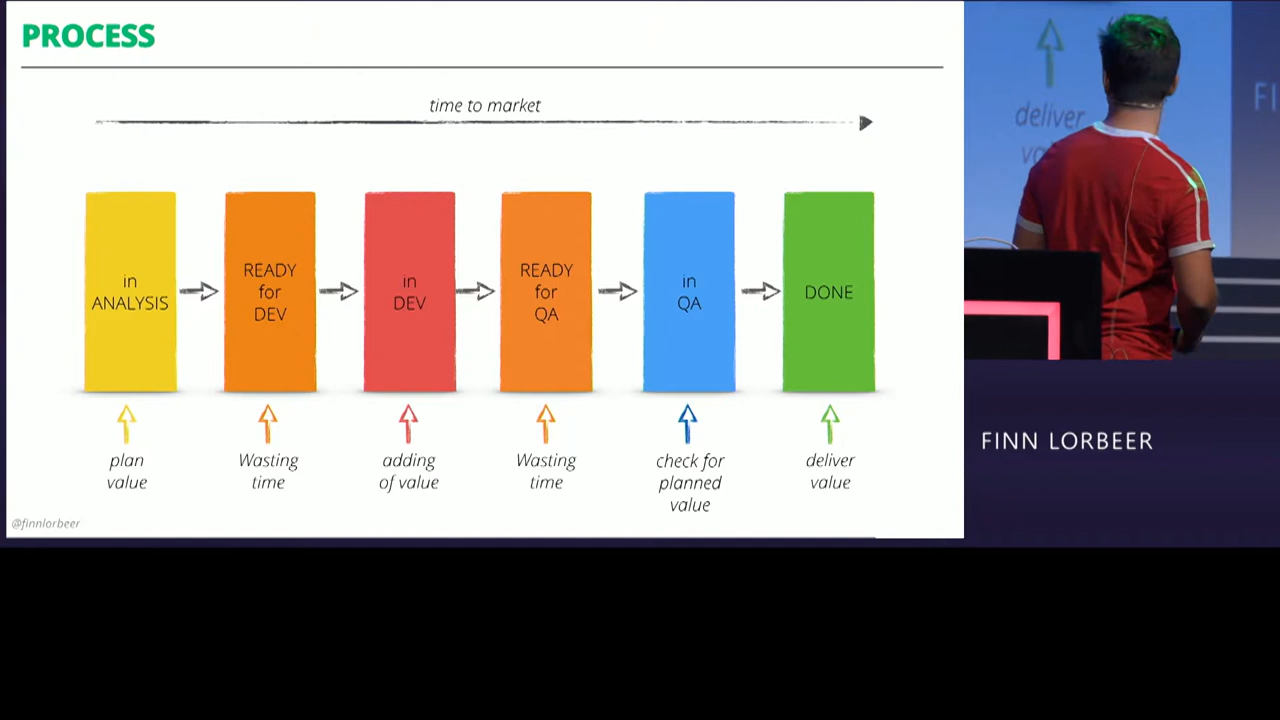 PROCESS
time to market
in
ANALYSIS
READY
for
DEV
in
DEV
READY
for
QA
in
QA
DONE
plan
value
Wasting
time
adding
of value
Wasting
time
check for
planned
value
deliver
value
@finnlorbeer
deliver
FINN LORBEER